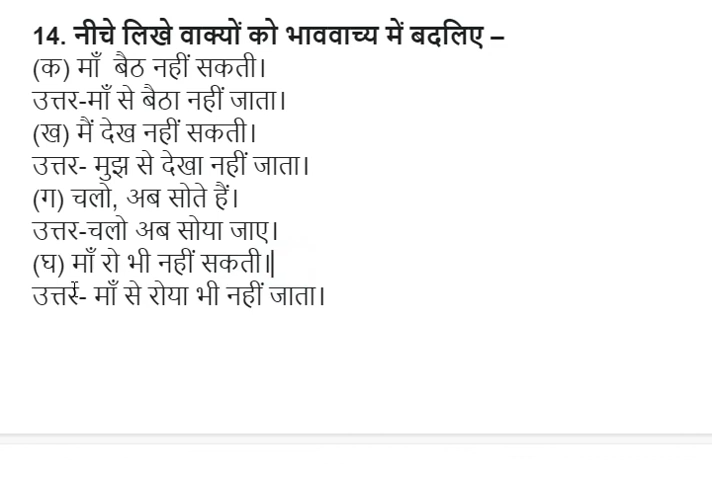 14. नीचे लिखे वाक्यों को भाववाच्य में बदलिए –
(क) माँ बैठ नहीं सकती।
उत्तर-माँ से बैठा नहीं जाता।
(ख) मैं देख नहीं सकती।
उत्तर- मुझ से देखा नहीं जाता।
(ग) चलो, अब सोते हैं।
उत्तर-चलो अब सोया जाए।
(घ) माँ रो भी नहीं सकती।
उत्तर- माँ से रोया भी नहीं जाता।